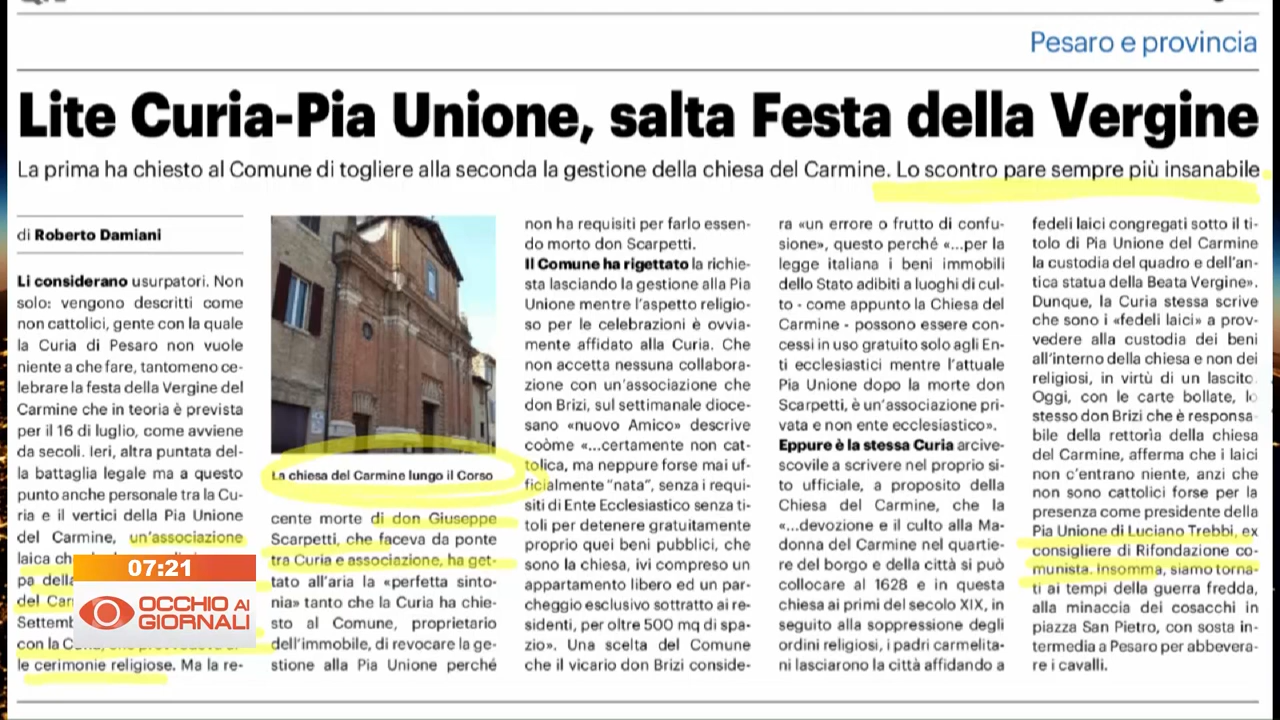 Pesaro e provincia
Lite Curia-Pia Unione, salta Festa della Vergine
La prima ha chiesto al Comune di togliere alla seconda la gestione della chiesa del Carmine. Lo scontro pare sempre più insanabile
di Roberto Damiani
Li considerano usurpatori. Non
solo: vengono descritti come
non cattolici, gente con la quale
la Curia di Pesaro non vuole
niente a che fare, tantomeno ce-
lebrare la festa della Vergine del
Carmine che in teoria è prevista
per il 16 di luglio, come avviene
da secoli. Ieri, altra puntata del-
la battaglia legale ma a questo
punto anche personale tra la Cu-
ria e il vertici della Pia Unione
del Carmine, un'associazione
laica
pa della
del
Settemb
con la
le cerimonie religiose. Ma la re-
La chiesa del Carmine lungo il Corso
cente morte di don Giuseppe
Scarpetti, che faceva da ponte
tra Curia e associazione, ha get-
tato all'aria la «perfetta sinto-
nia» tanto che la Curia ha chie-
sto al Comune, proprietario
dell'immobile, di revocare la ge-
stione alla Pia Unione perché
non ha requisiti per farlo essen-
do morto don Scarpetti.
Il Comune ha rigettato la richie-
sta lasciando la gestione alla Pia
Unione mentre l'aspetto religio-
so per le celebrazioni è ovvia-
mente affidato alla Curia. Che
non accetta nessuna collabora-
zione con un'associazione che
don Brizi, sul settimanale dioce-
sano «nuovo Amico» descrive
coòme «...certamente non cat-
tolica, ma neppure forse mai uf-
ficialmente "nata", senza i requi-
siti di Ente Ecclesiastico senza ti-
toli per detenere gratuitamente
proprio quei beni pubblici, che
sono la chiesa, ivi compreso un
appartamento libero ed un par-
cheggio esclusivo sottratto ai re-
sidenti, per oltre 500 mq di spa-
zio». Una scelta del Comune
che il vicario don Brizi conside-
ra «un errore o frutto di confu-
sione», questo perché «...per la
legge italiana i beni immobili
dello Stato adibiti a luoghi di cul-
to - come appunto la Chiesa del
Carmine - possono essere con-
cessi in uso gratuito solo agli En-
ti ecclesiastici mentre l'attuale
Pia Unione dopo la morte don
Scarpetti, è un'associazione pri-
vata e non ente ecclesiastico».
Eppure è la stessa Curia arcive-
scovile a scrivere nel proprio si-
to ufficiale, a proposito della
Chiesa del Carmine, che la
«...devozione e il culto alla Ma-
donna del Carmine nel quartie-
re del borgo e della città si può
collocare al 1628 e in questa
chiesa ai primi del secolo XIX, in
seguito alla soppressione degli
ordini religiosi, i padri carmelita-
ni lasciarono la città affidando a
fedeli laici congregati sotto il ti-
tolo di Pia Unione del Carmine
la custodia del quadro e dell'an-
tica statua della Beata Vergine».
Dunque, la Curia stessa scrive
che sono i «fedeli laici» a prov-
vedere alla custodia dei beni
all'interno della chiesa e non dei
religiosi, in virtù di un lascito.
Oggi, con le carte bollate, lo
stesso don Brizi che è responsa-
bile della rettorìa della chiesa
del Carmine, afferma che i laici
non c'entrano niente, anzi che
non sono cattolici forse per la
presenza come presidente della
Pia Unione di Luciano Trebbi, ex
consigliere di Rifondazione co-
munista. Insomma, siamo torna-
ti ai tempi della guerra fredda,
alla minaccia dei cosacchi in
piazza San Pietro, con sosta in-
termedia a Pesaro per abbevera-
re i cavalli.
07:21
OCCHIO AI
GIORNALI